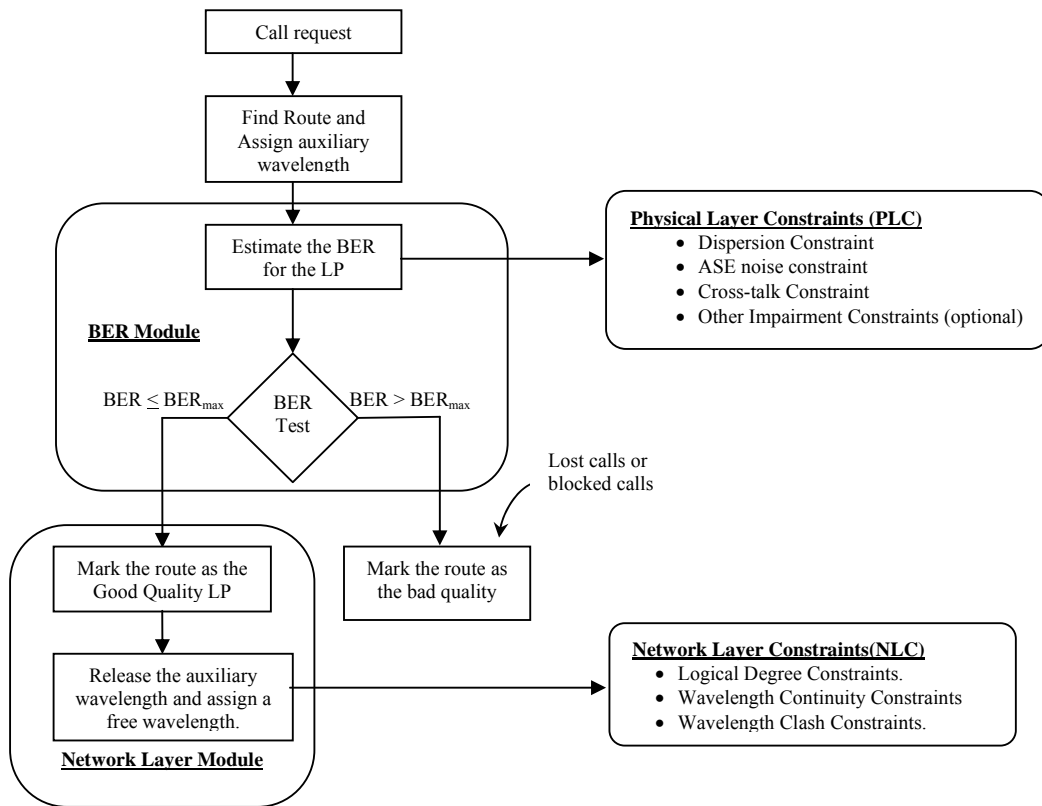 Call request
Find Route and
Assign auxiliary
wavelength
Physical Layer Constraints (PLC)
• Dispersion Constraint
• ASE noise constraint
• Cross-talk Constraint
• Other Impairment Constraints (optional)
Estimate the BER
for the LP
BER Module
BER ≤ BERmax
BER > BERmax
BER
Test
Lost calls or
blocked calls
Mark the route as the
Good Quality LP
Mark the route as
the bad quality
Release the auxiliary
wavelength and assign a
free wavelength.
Network Layer Module
Network Layer Constraints(NLC)
• Logical Degree Constraints.
• Wavelength Continuity Constraints
• Wavelength Clash Constraints.